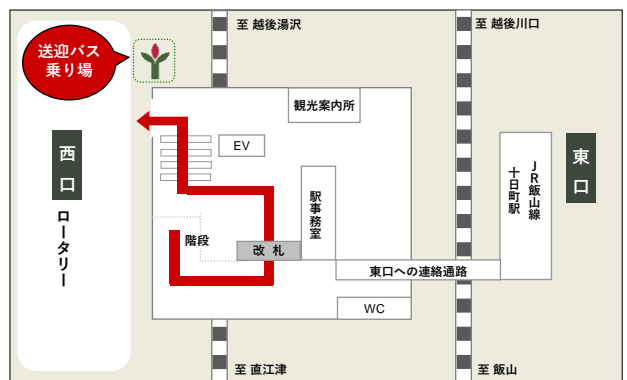 至 越後湯沢
至 越後川口
送迎バス
乗り場
観光案内所
EV
西口
ロータリー
駅事務室
JR飯山線
十日町駅
東口
階段
改 札
東口への連絡通路
WC
至 直江津
至 飯山